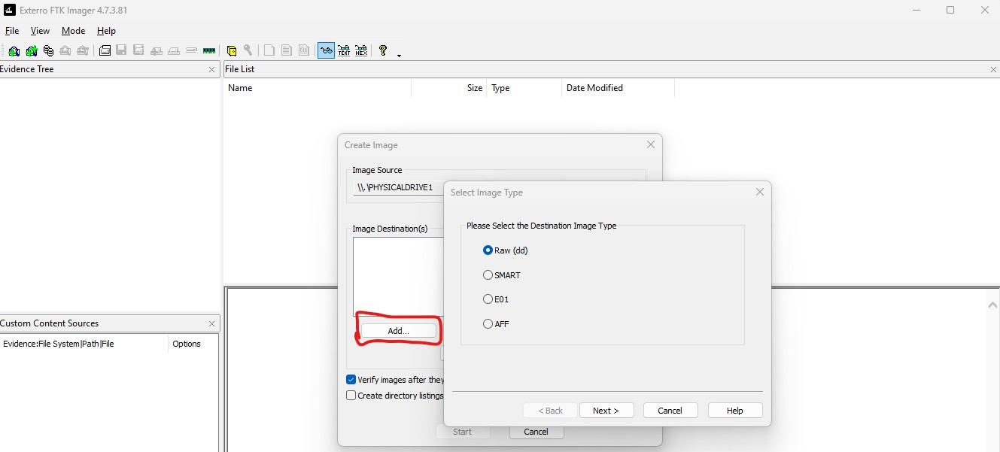 Exterro FTK Imager 4.7.3.81
File View Mode Help
TEXT HEX
Evidence Tree
File List
Name Size Type Date Modified
Create Image
Image Source
\\.\PHYSICALDRIVE1
Select Image Type
Please Select the Destination Image Type
Image Destination(s)
Raw (dd)
SMART
E01
AFF
Custom Content Sources
Add...
Evidence:File System|Path|File Options
Verify images after they
Create directory listings
< Back Next > Cancel Help
Start Cancel